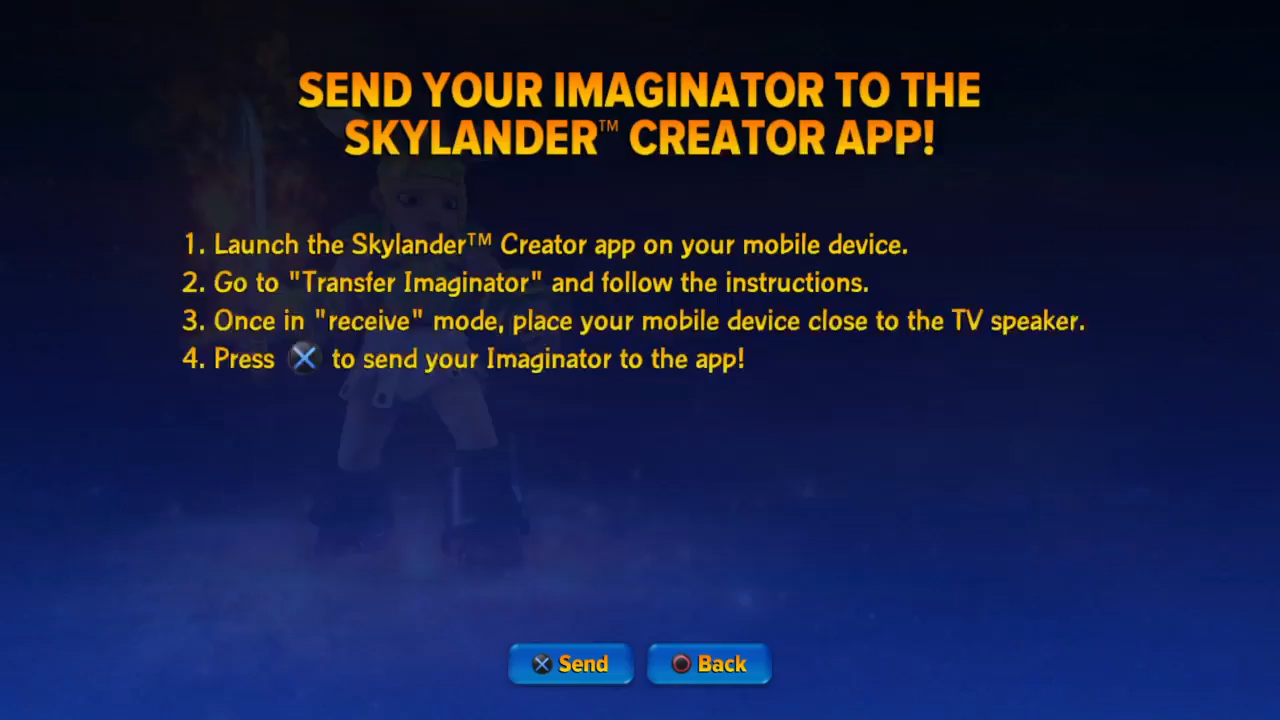 SEND YOUR IMAGINATOR TO THE
SKYLANDER™ CREATOR APP!
1. Launch the Skylander™ Creator app on your mobile device.
2. Go to "Transfer Imaginator" and follow the instructions.
3. Once in "receive" mode, place your mobile device close to the TV speaker.
4. Press to send your Imaginator to the app!
Send Back